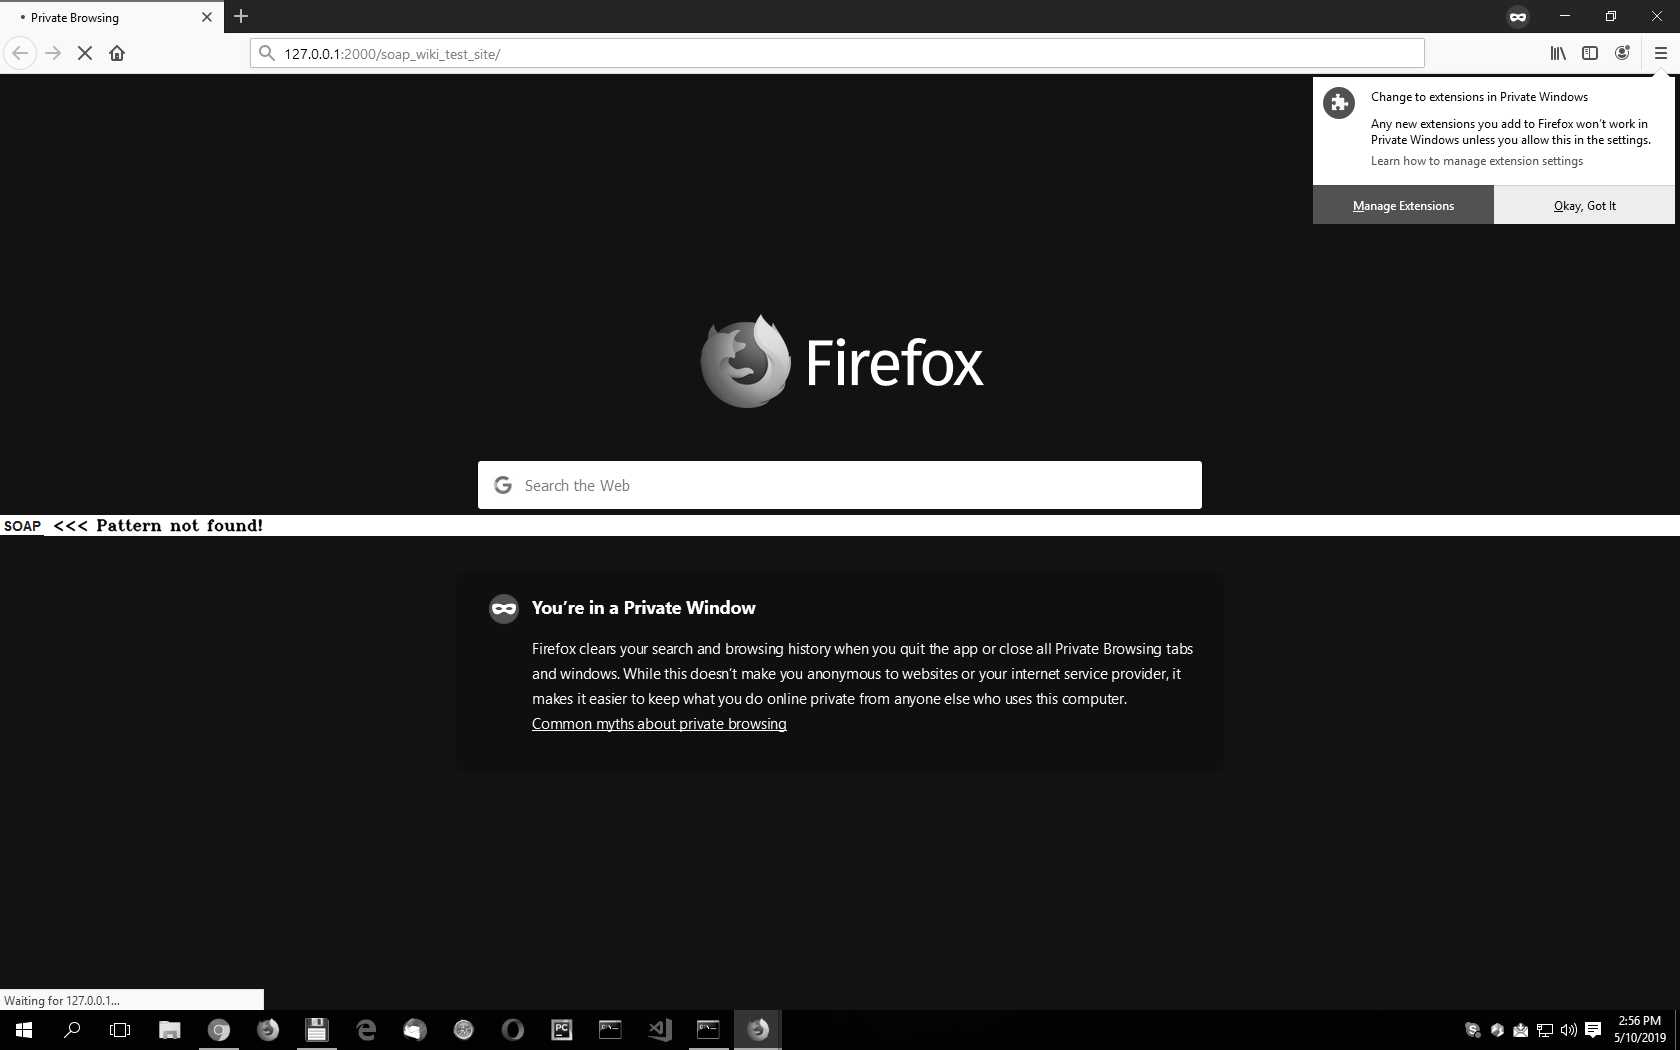 Private Browsing
127.0.0.1:2000/soap_wiki_test_site/
Change to extensions in Private Windows
Any new extensions you add to Firefox won’t work in
Private Windows unless you allow this in the settings.
Learn how to manage extension settings
Manage Extensions
Okay, Got It
Firefox
G Search the Web
SOAP <<< Pattern not found!
You’re in a Private Window
Firefox clears your search and browsing history when you quit the app or close all Private Browsing tabs
and windows. While this doesn’t make you anonymous to websites or your internet service provider, it
makes it easier to keep what you do online private from anyone else who uses this computer.
Common myths about private browsing
Waiting for 127.0.0.1...
PC
2:56 PM
5/10/2019